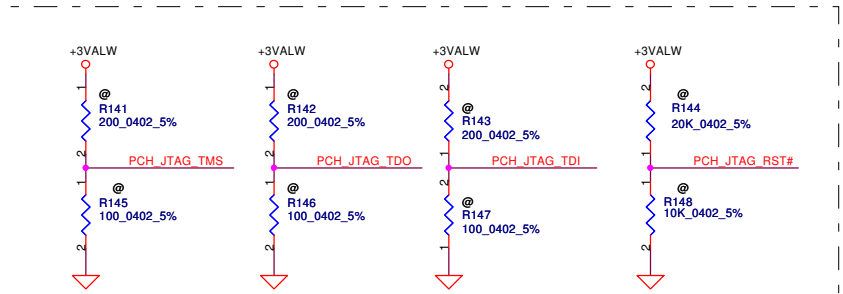 +3VALW
1
@
R141
200_0402_5%
2
PCH_JTAG_TMS
1
@
R145
100_0402_5%
2
+3VALW
1
@
R142
200_0402_5%
2
PCH_JTAG_TDO
1
@
R146
100_0402_5%
2
+3VALW
2
@
R143
200_0402_5%
1
PCH_JTAG_TDI
2
@
R147
100_0402_5%
1
+3VALW
2
@
R144
20K_0402_5%
1
PCH_JTAG_RST#
1
@
R148
10K_0402_5%
2